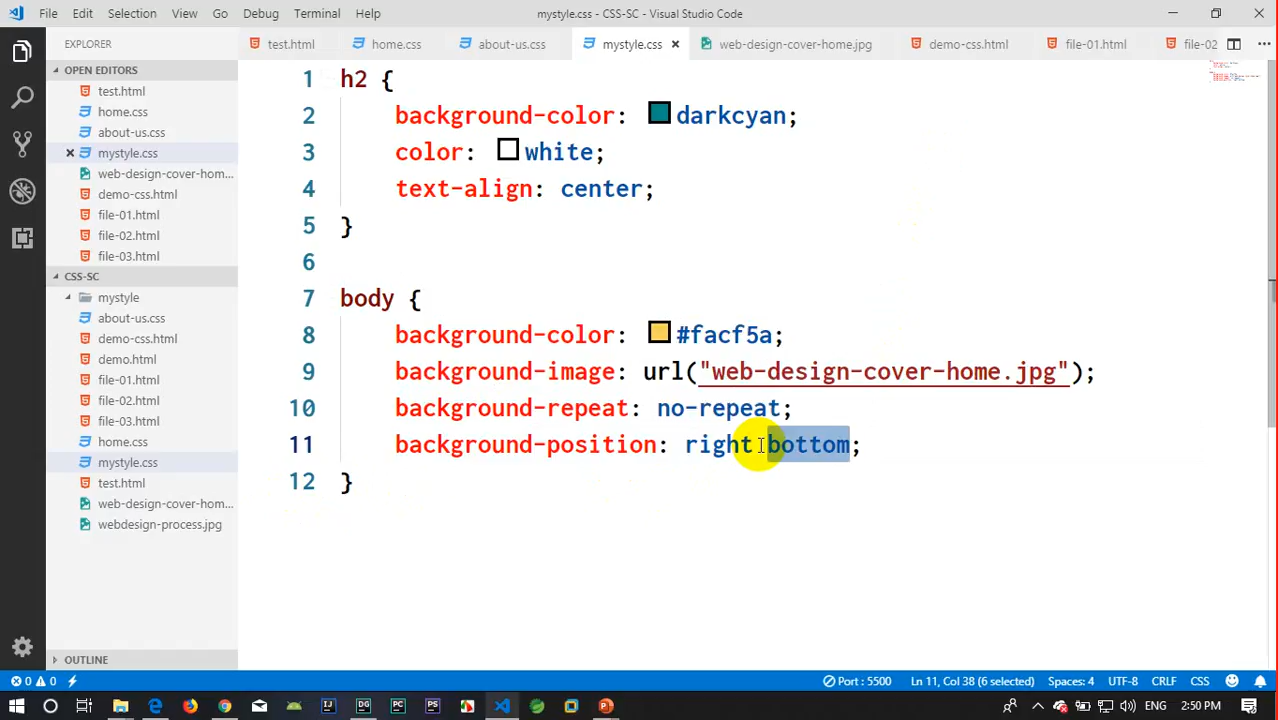 File Edit Selection View Go Debug Terminal Help mystyle.css - CSS-SC - Visual Studio Code
EXPLORER test.html home.css about-us.css mystyle.css web-design-cover-home.jpg demo-css.html file-01.html file-02
OPEN EDITORS
test.html
home.css
about-us.css
mystyle.css
web-design-cover-hom...
demo-css.html
file-01.html
file-02.html
file-03.html
CSS-SC
mystyle
about-us.css
demo-css.html
demo.html
file-01.html
file-02.html
file-03.html
home.css
mystyle.css
test.html
web-design-cover-hom...
webdesign-process.jpg
OUTLINE
1 h2 {
2 background-color: darkcyan;
3 color: white;
4 text-align: center;
5 }
6
7 body {
8 background-color: #facf5a;
9 background-image: url("web-design-cover-home.jpg");
10 background-repeat: no-repeat;
11 background-position: right bottom;
12 }
0 0 Port : 5500 Ln 11, Col 38 (6 selected) Spaces: 4 UTF-8 CRLF CSS
IJ DG PC PS ENG 2:50 PM